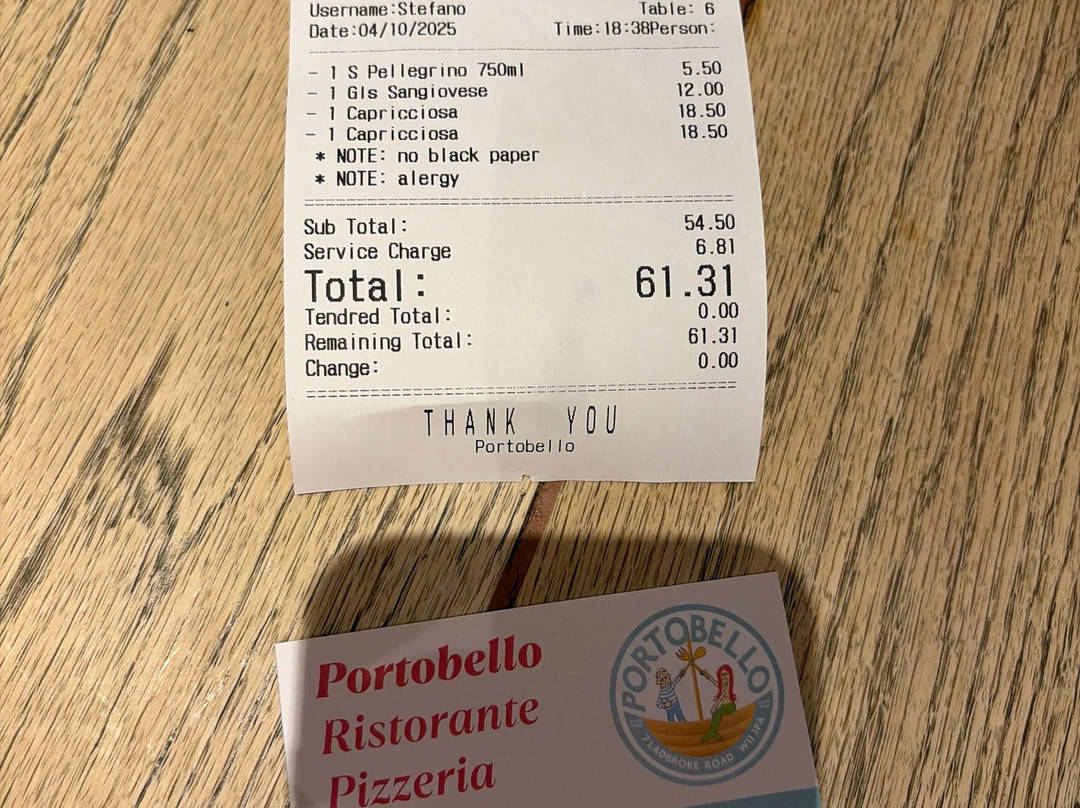 Username:Stefano Table: 6
Date:04/10/2025 Time:18:38Person:
- 1 S Pellegrino 750ml 5.50
- 1 Gls Sangiovese 12.00
- 1 Capricciosa 18.50
- 1 Capricciosa 18.50
* NOTE: no black paper
* NOTE: alergy
Sub Total: 54.50
Service Charge 6.81
Total: 61.31
Tendred Total: 0.00
Remaining Total: 61.31
Change: 0.00
THANK YOU
Portobello
Portobello
Ristorante
Pizzeria
PORTOBELLO
7 LADBROKE ROAD W11 3PA